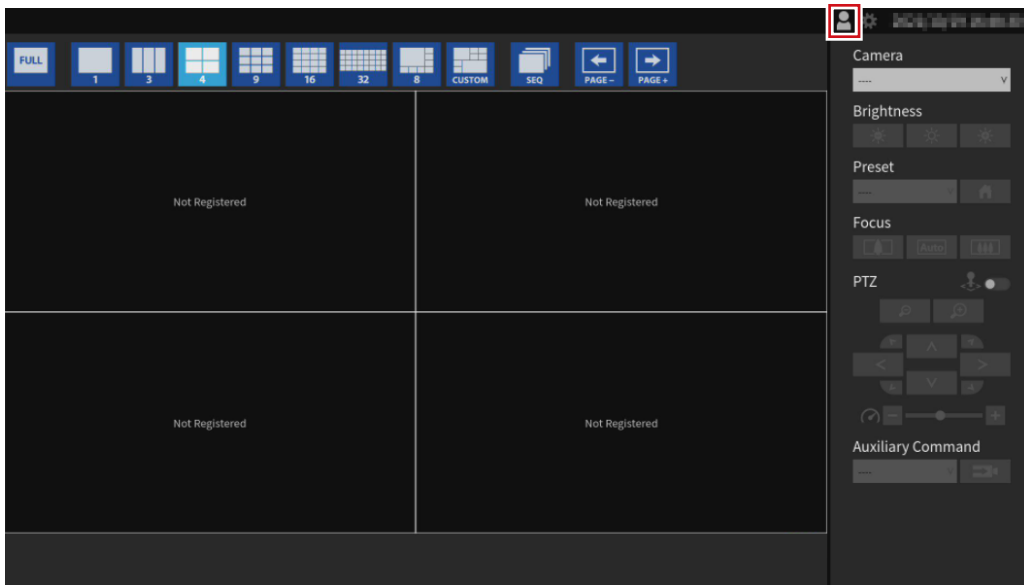 FULL
1
3
4
9
16
32
8
CUSTOM
SEQ
PAGE –
PAGE +
Not Registered
Not Registered
Not Registered
Not Registered
Camera
----
Brightness
Preset
----
Focus
Auto
PTZ
Auxiliary Command
----